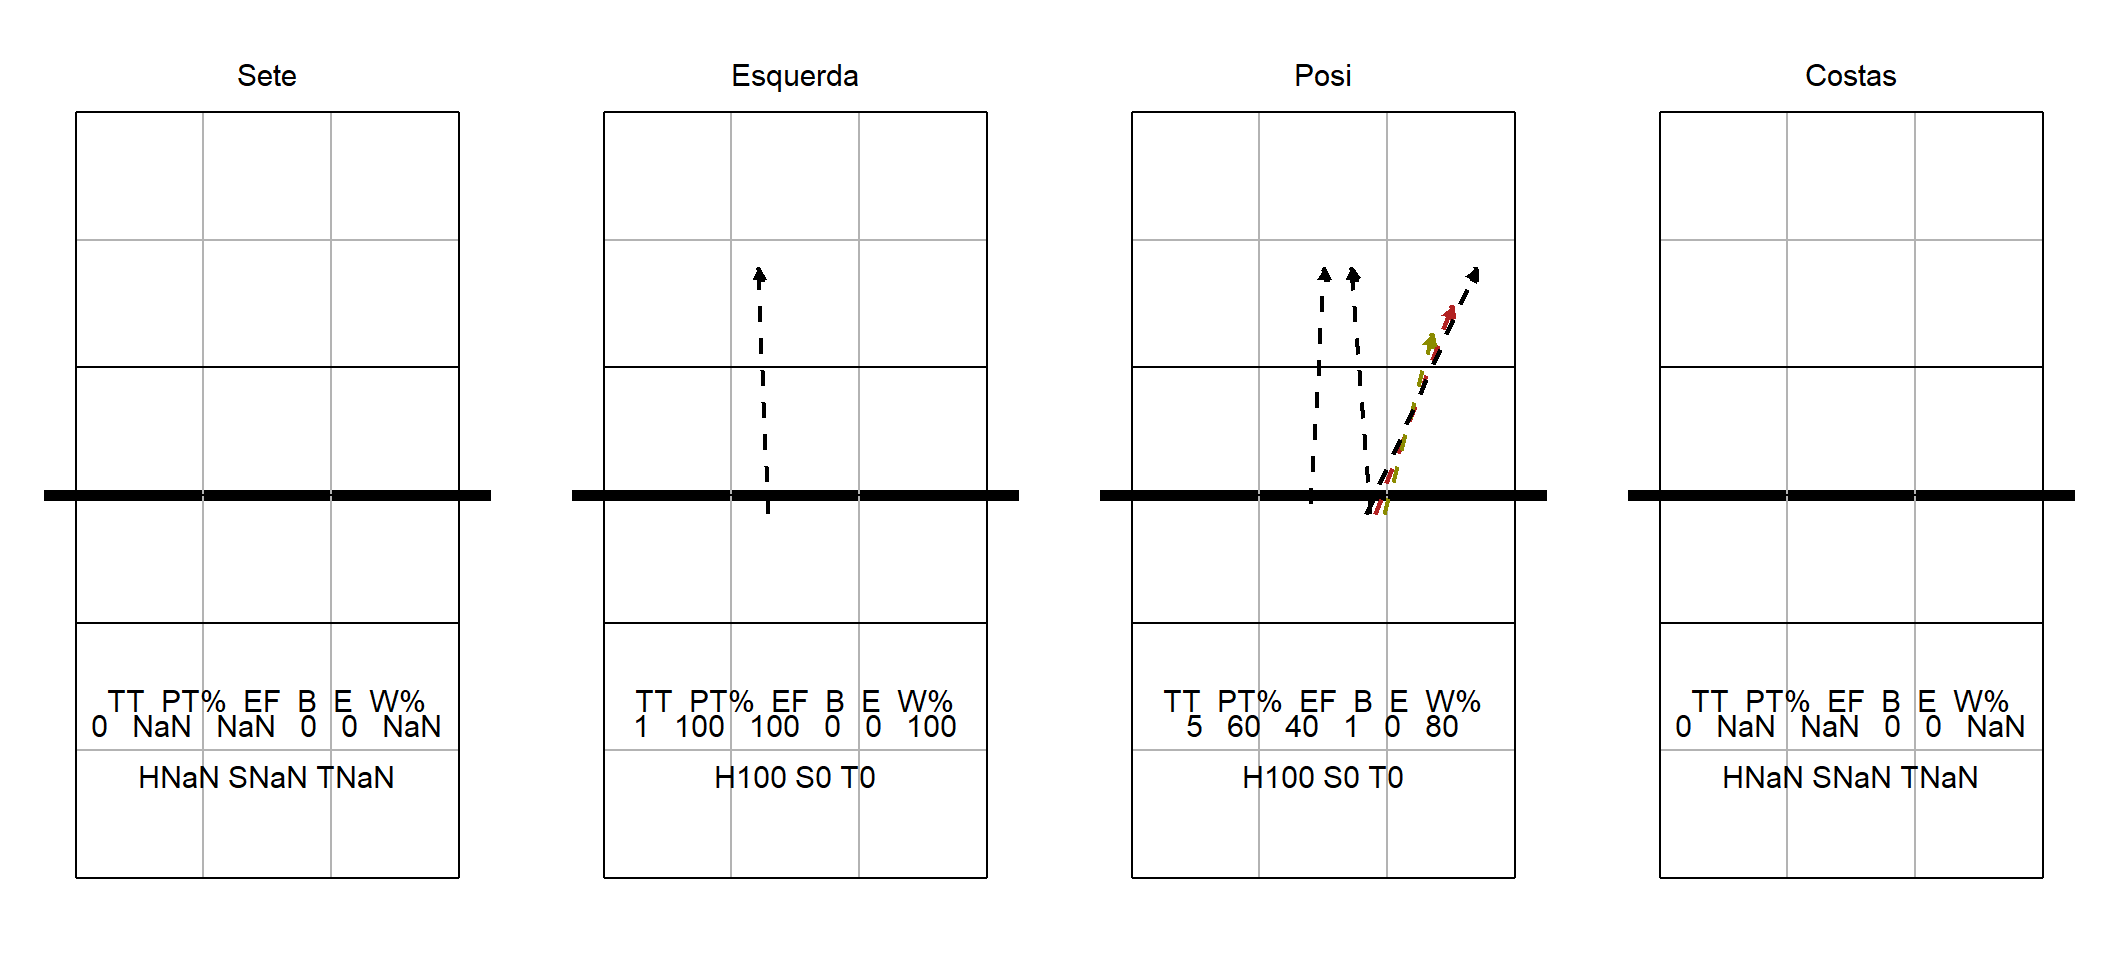 Sete
TT PT% EF B E W%
0 NaN NaN 0 0 NaN
HNaN SNaN TNaN
Esquerda
TT PT% EF B E W%
1 100 100 0 0 100
H100 S0 T0
Posi
TT PT% EF B E W%
5 60 40 1 0 80
H100 S0 T0
Costas
TT PT% EF B E W%
0 NaN NaN 0 0 NaN
HNaN SNaN TNaN